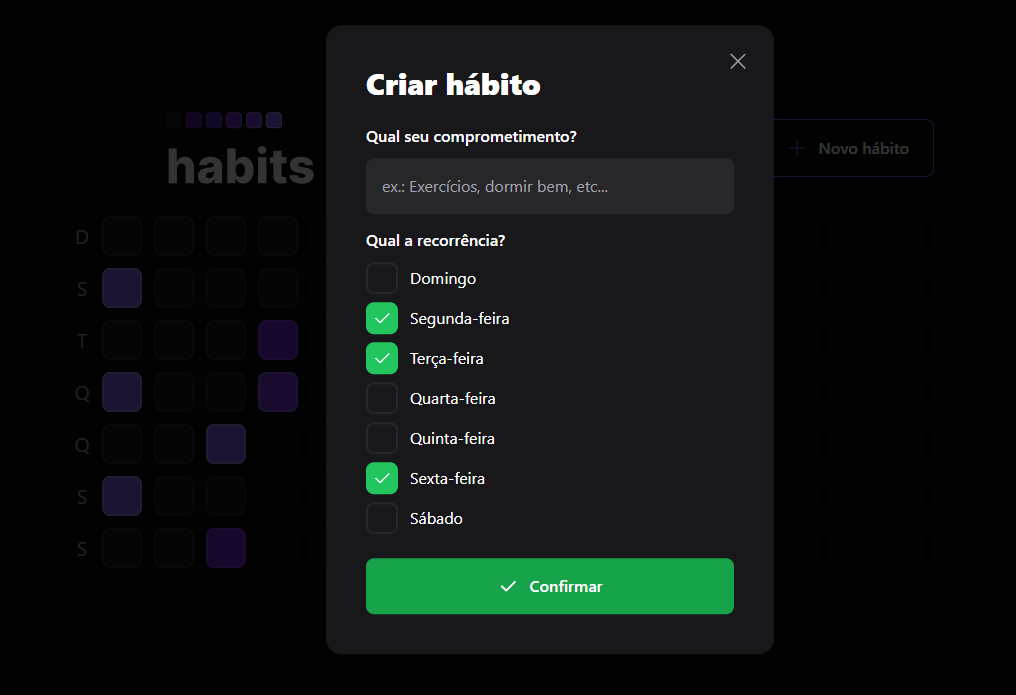 Criar hábito
habits
Novo hábito
Qual seu comprometimento?
ex.: Exercícios, dormir bem, etc...
Qual a recorrência?
Domingo
Segunda-feira
Terça-feira
Quarta-feira
Quinta-feira
Sexta-feira
Sábado
Confirmar
D
S
T
Q
Q
S
S